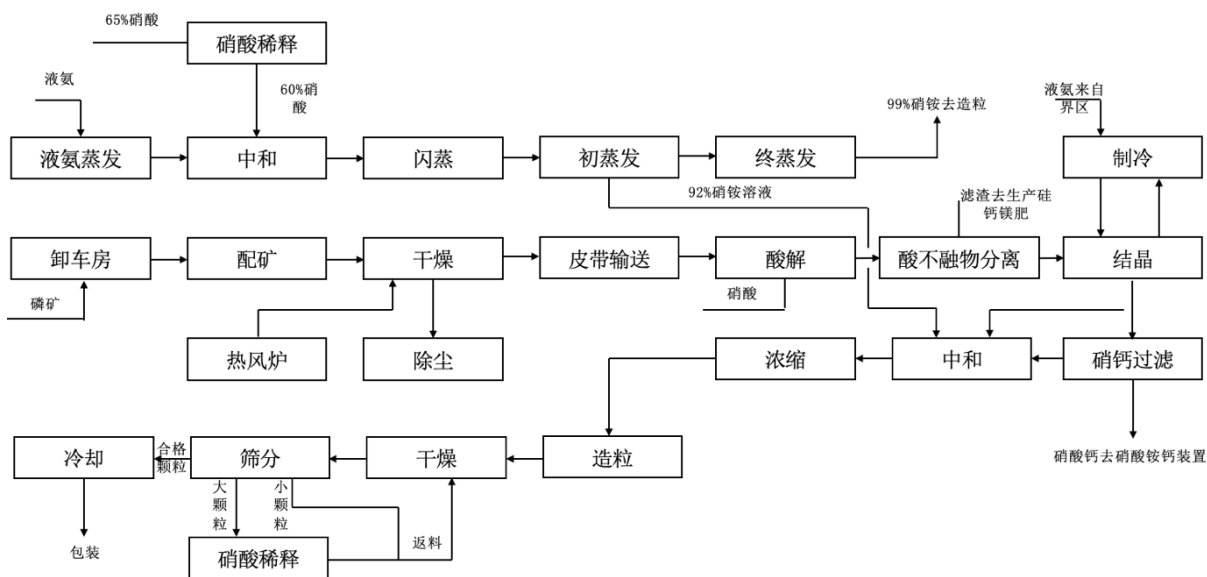 65%硝酸
硝酸稀释
液氨
60%硝
酸
99%硝铵去造粒
液氨来自
界区
液氨蒸发
中和
闪蒸
初蒸发
终蒸发
制冷
92%硝铵溶液
滤渣去生产硅
钙镁肥
卸车房
配矿
干燥
皮带输送
酸解
酸不融物分离
结晶
磷矿
硝酸
热风炉
除尘
浓缩
中和
硝钙过滤
冷却
合格
颗粒
筛分
干燥
造粒
硝酸钙去硝酸铵钙装置
大
颗
粒
小
颗
粒
包装
硝酸稀释
返料